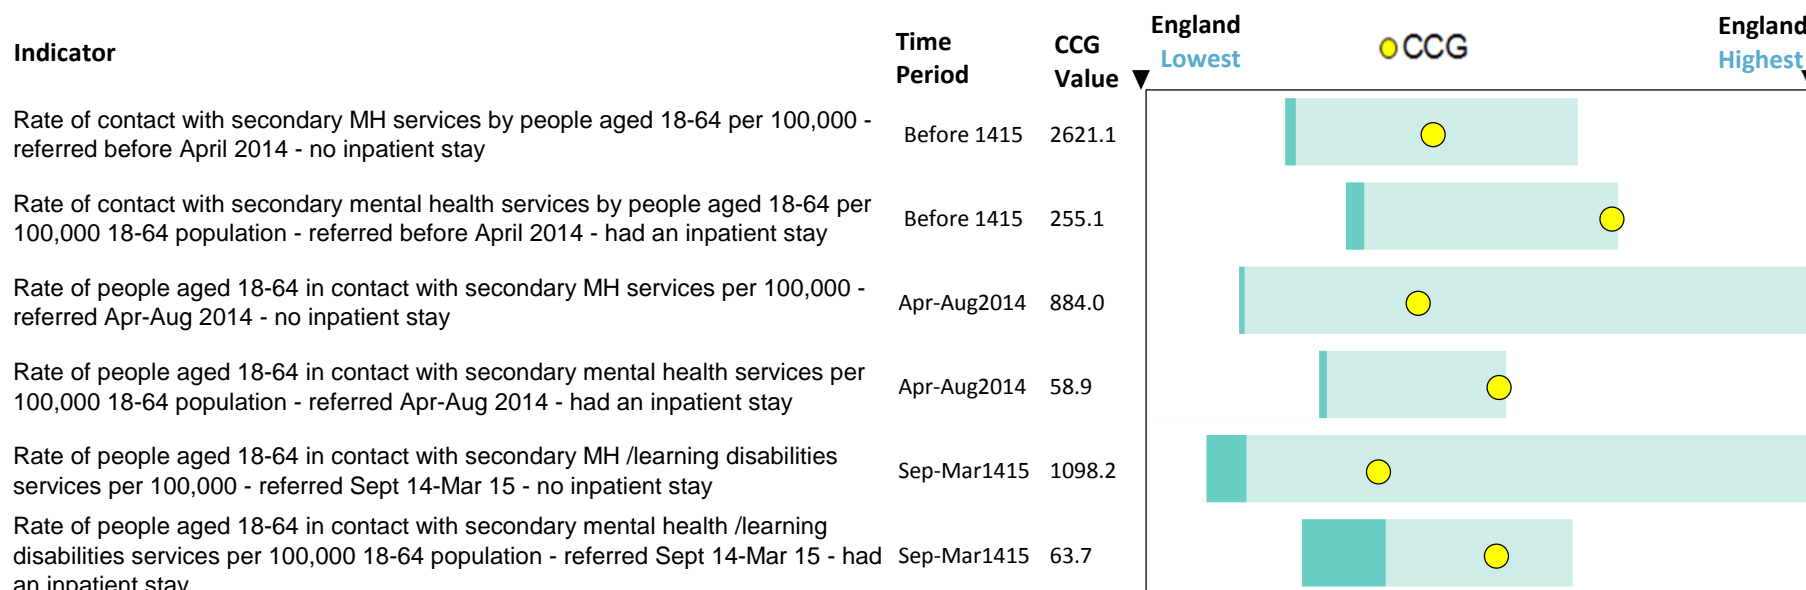 Indicator
Time Period
CCG Value
England Lowest
CCG
England Highest
Rate of contact with secondary MH services by people aged 18-64 per 100,000 -
referred before April 2014 - no inpatient stay
Before 1415
2621.1
Rate of contact with secondary mental health services by people aged 18-64 per
100,000 18-64 population - referred before April 2014 - had an inpatient stay
Before 1415
255.1
Rate of people aged 18-64 in contact with secondary MH services per 100,000 -
referred Apr-Aug 2014 - no inpatient stay
Apr-Aug2014
884.0
Rate of people aged 18-64 in contact with secondary mental health services per
100,000 18-64 population - referred Apr-Aug 2014 - had an inpatient stay
Apr-Aug2014
58.9
Rate of people aged 18-64 in contact with secondary MH /learning disabilities
services per 100,000 - referred Sept 14-Mar 15 - no inpatient stay
Sep-Mar1415
1098.2
Rate of people aged 18-64 in contact with secondary mental health /learning
disabilities services per 100,000 18-64 population - referred Sept 14-Mar 15 - had
an inpatient stay
Sep-Mar1415
63.7